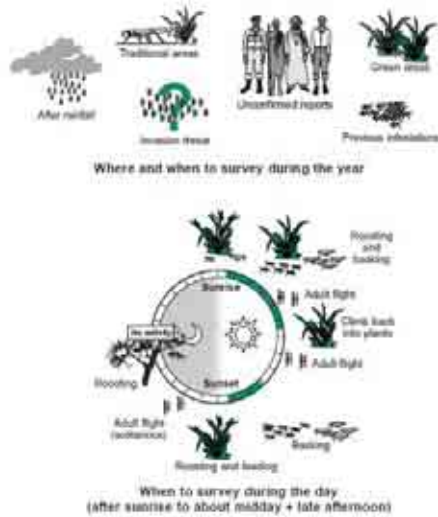 Traditional areas
After rainfall
Invasion threat
Unconfirmed reports
Green areas
Previous infestations
Where and when to survey during the year
Roosting
and
basking
Sunrise
Adult flight
Climb back
into plants
Adult flight
no activity
Roosting
Sunset
Adult flight
(solitarious)
Basking
Roosting and feeding
When to survey during the day
(after sunrise to about midday + late afternoon)